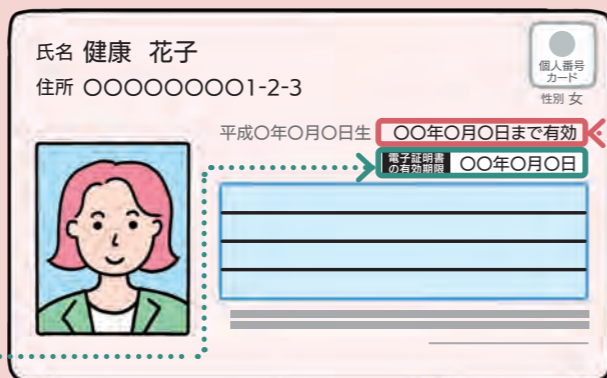 氏名 健康 花子
住所 〇〇〇〇〇〇〇〇1-2-3
個人番号
カード
性別 女
平成〇年〇月〇日生 〇〇年〇月〇日まで有効
電子証明書
の有効期限 〇〇年〇月〇日